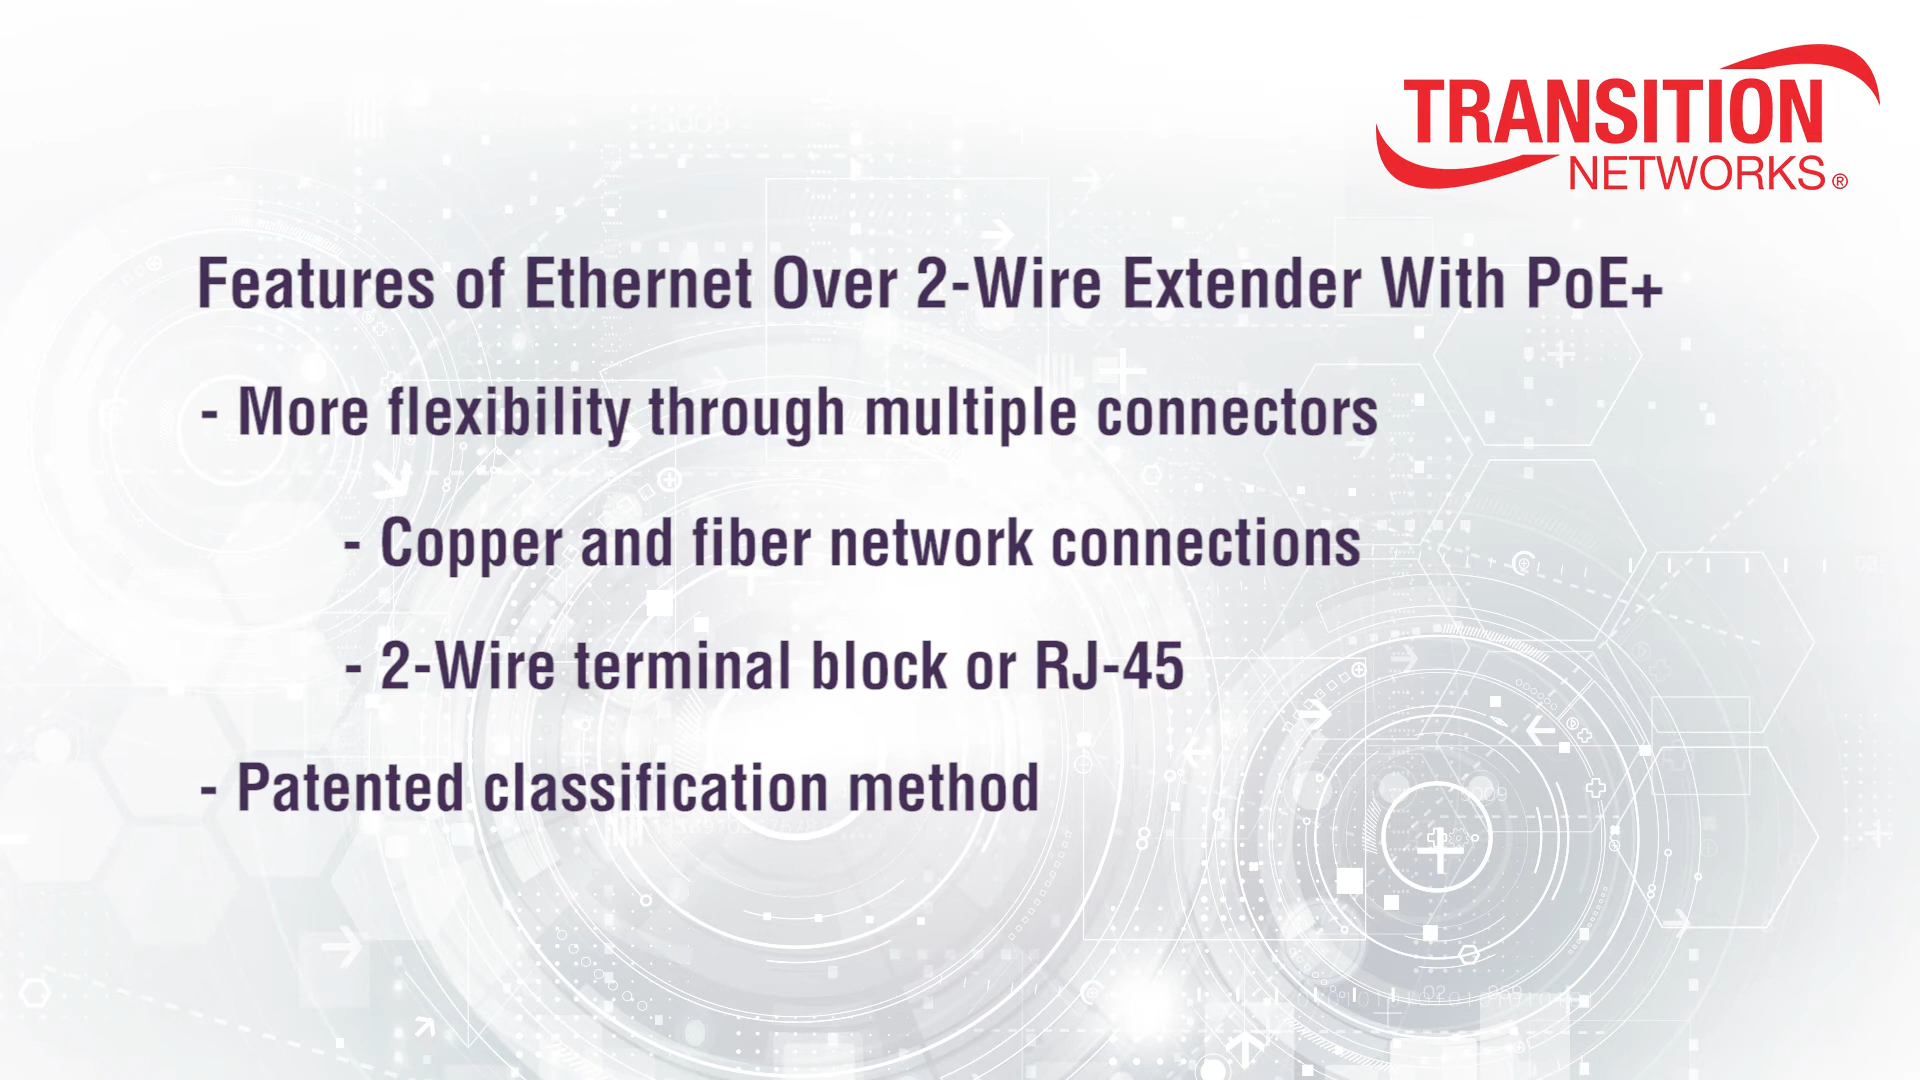 TRANSITION
NETWORKS®
Features of Ethernet Over 2-Wire Extender With PoE+
- More flexibility through multiple connectors
- Copper and fiber network connections
- 2-Wire terminal block or RJ-45
- Patented classification method